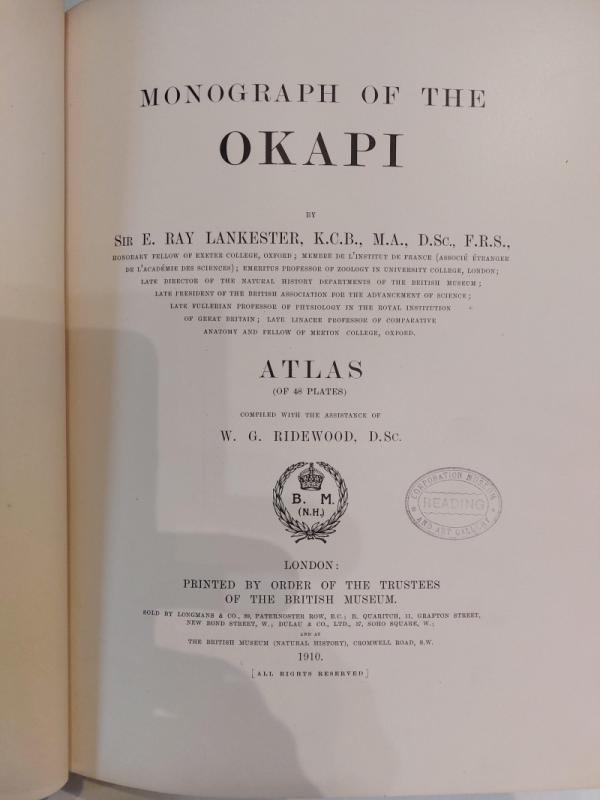 MONOGRAPH OF THE
OKAPI
BY
SIR E. RAY LANKESTER, K.C.B., M.A., D.Sc., F.R.S.,
HONORARY FELLOW OF EXETER COLLEGE, OXFORD; MEMBRE DE L'INSTITUT DE FRANCE (ASSOCIÉ ÉTRANGER
DE L'ACADÉMIE DES SCIENCES); EMERITUS PROFESSOR OF ZOOLOGY IN UNIVERSITY COLLEGE, LONDON;
LATE DIRECTOR OF THE NATURAL HISTORY DEPARTMENTS OF THE BRITISH MUSEUM;
LATE PRESIDENT OF THE BRITISH ASSOCIATION FOR THE ADVANCEMENT OF SCIENCE;
LATE FULLERIAN PROFESSOR OF PHYSIOLOGY IN THE ROYAL INSTITUTION
OF GREAT BRITAIN; LATE LINACRE PROFESSOR OF COMPARATIVE
ANATOMY AND FELLOW OF MERTON COLLEGE, OXFORD.
ATLAS
(OF 48 PLATES)
COMPILED WITH THE ASSISTANCE OF
W. G. RIDEWOOD, D.Sc.
B. M.
(N.H.)
CORPORATION MUSEUM
READING
AND ART GALLERY
LONDON:
PRINTED BY ORDER OF THE TRUSTEES
OF THE BRITISH MUSEUM.
SOLD BY LONGMANS & CO., 39, PATERNOSTER ROW, E.C.; B. QUARITCH, 11, GRAFTON STREET,
NEW BOND STREET, W.; DULAU & CO., LTD., 37, SOHO SQUARE, W.;
AND AT
THE BRITISH MUSEUM (NATURAL HISTORY), CROMWELL ROAD, S.W.
1910.
[ALL RIGHTS RESERVED]